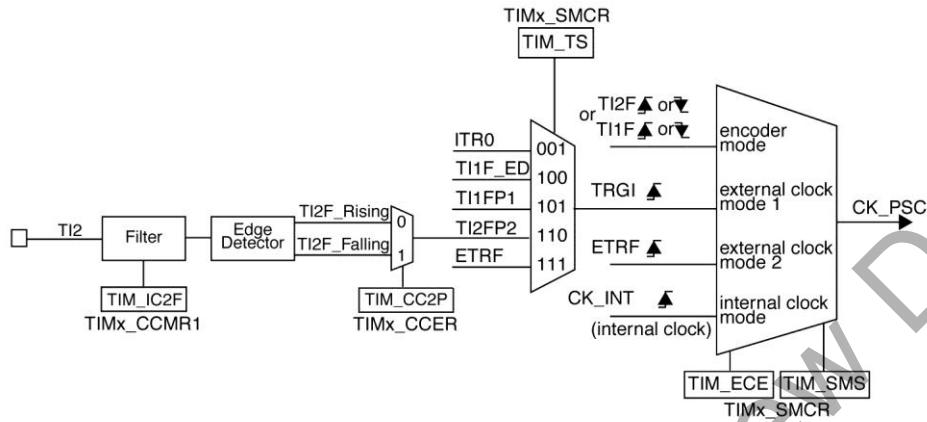 TIMx_SMCR
TIM_TS
or TI2F or
TI1F or
encoder
mode
ITR0
001
TI1F_ED
100
TI1FP1
101
TRGI
external clock
mode 1
CK_PSC
TI2
Filter
Edge
Detector
TI2F_Rising
0
TI2F_Falling
1
TI2FP2
110
ETRF
111
ETRF
external clock
mode 2
CK_INT
(internal clock)
internal clock
mode
TIM_IC2F
TIMx_CCMR1
TIM_CC2P
TIMx_CCER
TIM_ECE
TIM_SMS
TIMx_SMCR
ew D